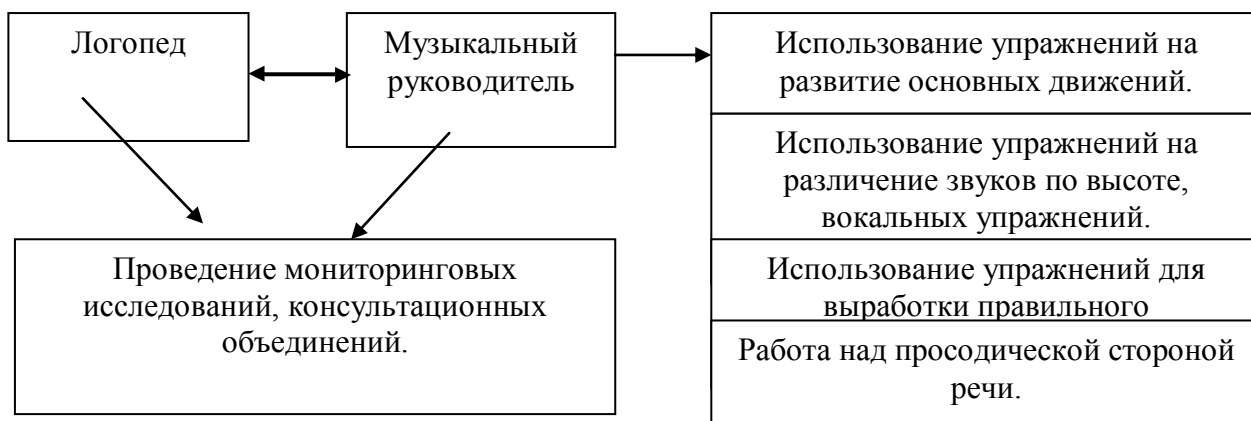 Логопед
Музыкальный
руководитель
Использование упражнений на
развитие основных движений.
Использование упражнений на
различение звуков по высоте,
вокальных упражнений.
Проведение мониторинговых
исследований, консультационных
объединений.
Использование упражнений для
выработки правильного
Работа над просодической стороной
речи.